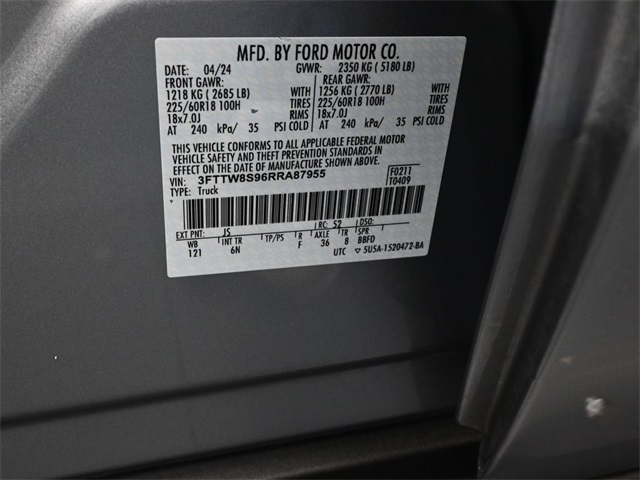 MFD. BY FORD MOTOR CO.
DATE: 04/24 GVWR: 2350 KG ( 5180 LB)
FRONT GAWR: REAR GAWR:
1218 KG ( 2685 LB) WITH 1256 KG ( 2770 LB) WITH
225/60R18 100H TIRES 225/60R18 100H TIRES
18x7.0J RIMS 18x7.0J RIMS
AT 240 kPa/ 35 PSI COLD AT 240 kPa/ 35 PSI COLD
THIS VEHICLE CONFORMS TO ALL APPLICABLE FEDERAL MOTOR
VEHICLE SAFETY AND THEFT PREVENTION STANDARDS IN EFFECT
ON THE DATE OF MANUFACTURE SHOWN ABOVE.
VIN: 3FTTW8S96RRA87955 F0211
TYPE: Truck T0409
EXT PNT: JS RC: 52 DSO:
WB INT TR TP/PS R AXLE TR SPR
121 6N F 36 8 BBFD
UTC ▽ 5U5A-1520472-BA